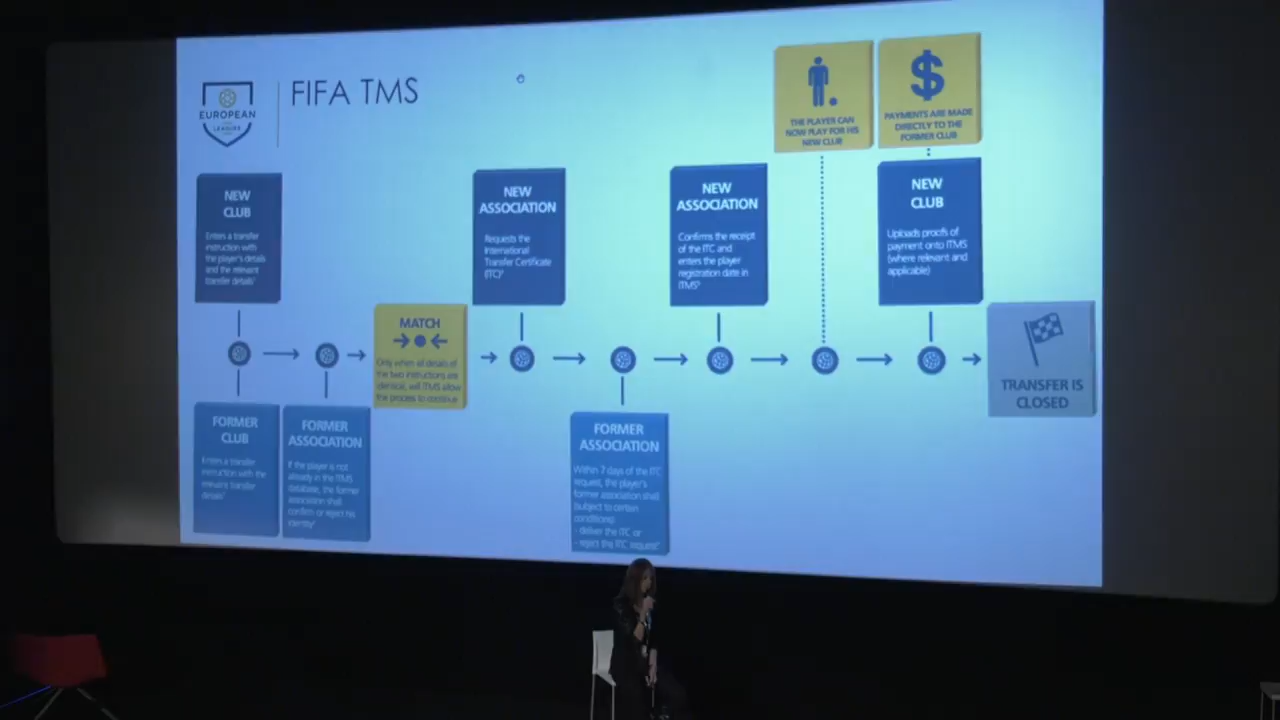 EUROPEAN
LEAGUES
FIFA TMS
THE PLAYER CAN
NOW PLAY FOR HIS
NEW CLUB
PAYMENTS ARE MADE
DIRECTLY TO THE
FORMER CLUB
NEW
CLUB
Enters a transfer
instruction with
the player's details
and the relevant
transfer details
NEW
ASSOCIATION
Requests the
International
Transfer Certificate
(ITC)
NEW
ASSOCIATION
Confirms the receipt
of the ITC and
enters the player
registration date in
ITMS
NEW
CLUB
Uploads proofs of
payment onto ITMS
(where relevant and
applicable)
MATCH
Only when all details of
the two instructions are
identical, will ITMS allow
the process to continue
TRANSFER IS
CLOSED
FORMER
CLUB
Enters a transfer
instruction with the
relevant transfer
details
FORMER
ASSOCIATION
If the player is not
already in the ITMS
database, the former
association shall
confirm or reject his
identity
FORMER
ASSOCIATION
Within 7 days of the ITC
request, the player's
former association shall
(subject to certain
conditions)
- deliver the ITC or
- reject the ITC request